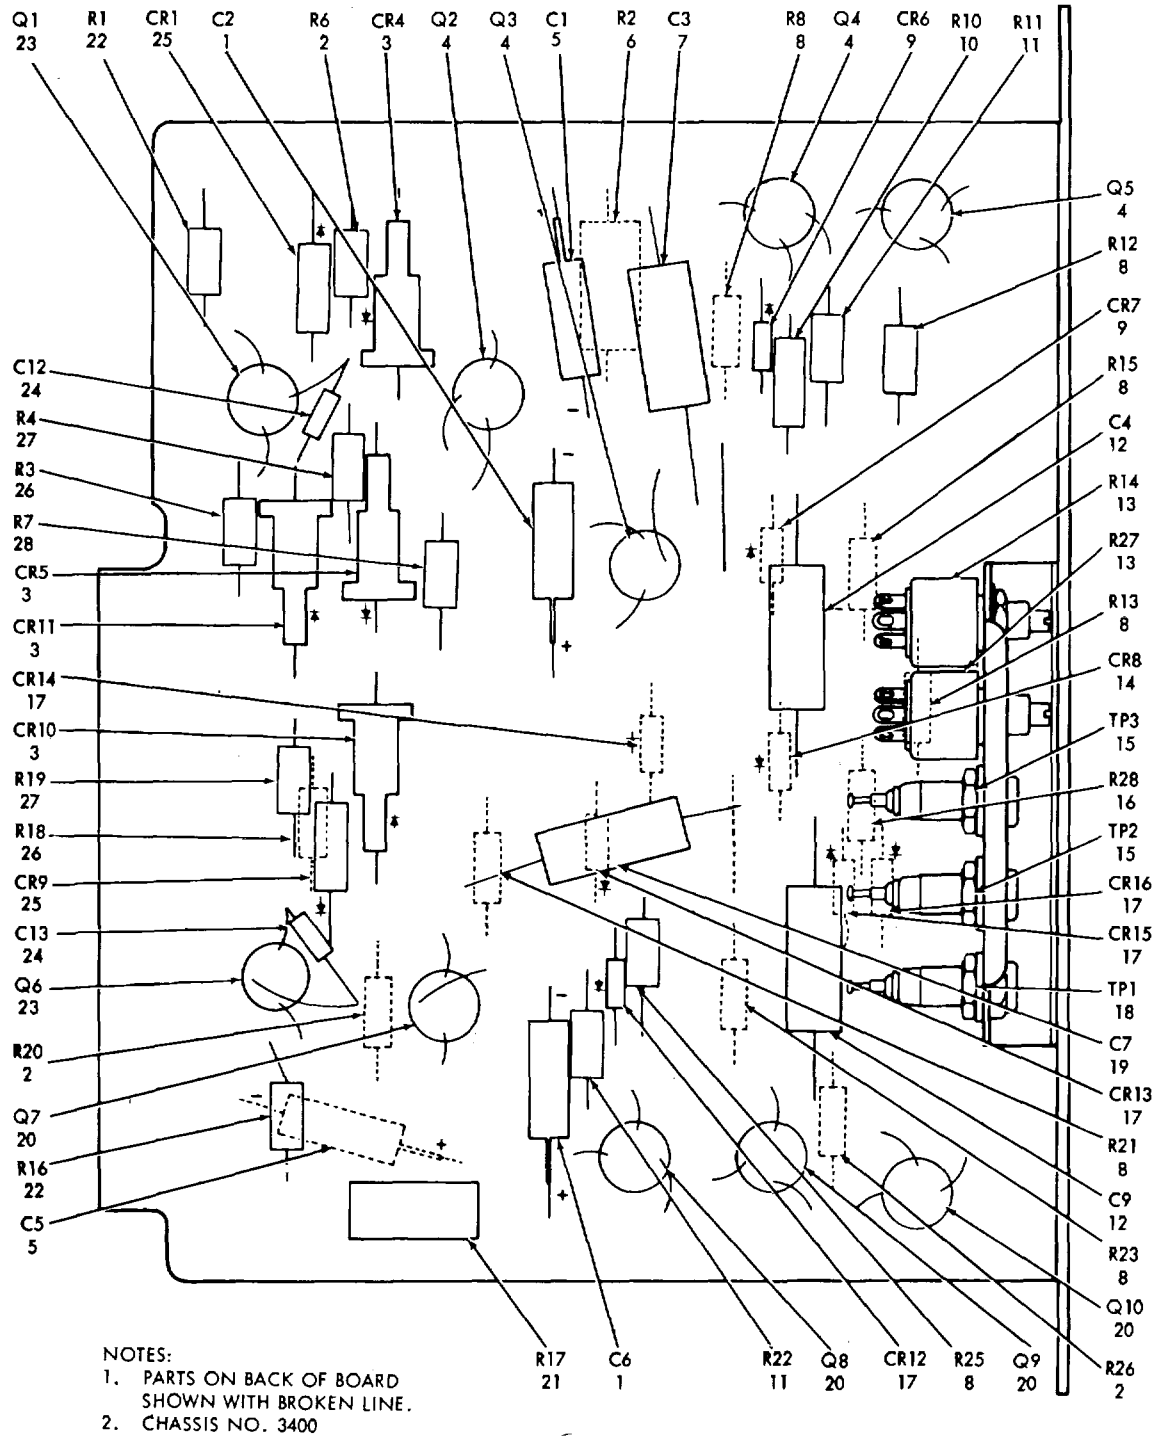 Q1 R1 CR1 C2 R6 CR4 Q2 Q3 C1 R2 C3 R8 Q4 CR6 R10 R11
23 22 25 1 2 3 4 4 5 6 7 8 4 9 10 11
Q5
4
R12
8
CR7
9
R15
8
C4
12
R14
13
R27
13
R13
8
CR8
14
TP3
15
R28
16
TP2
15
CR16
17
CR15
17
TP1
18
C7
19
CR13
17
R21
8
C9
12
R23
8
Q10
20
R26
2
C12
24
R4
27
R3
26
R7
28
CR5
3
CR11
3
CR14
17
CR10
3
R19
27
R18
26
CR9
25
C13
24
Q6
23
R20
2
Q7
20
R16
22
C5
5
-
-
+
-
-
+
+
R17 C6 R22 Q8 CR12 R25 Q9
21 1 11 20 17 8 20
NOTES:
1. PARTS ON BACK OF BOARD
SHOWN WITH BROKEN LINE.
2. CHASSIS NO. 3400